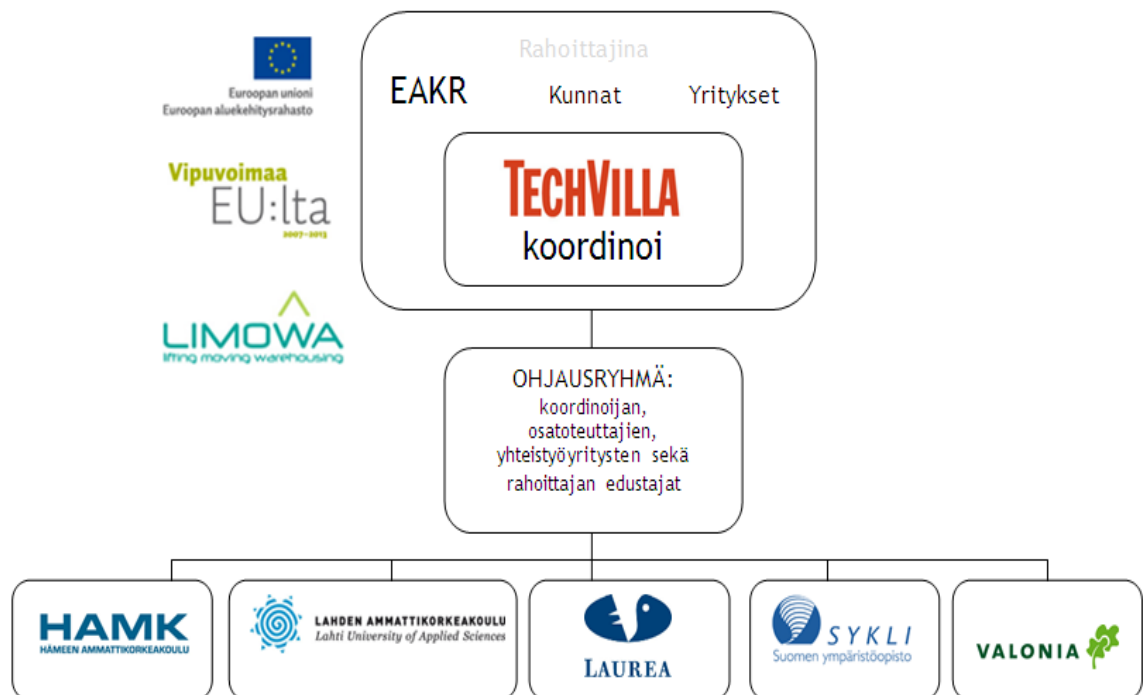 Euroopan unioni
Euroopan aluekehitysrahasto
Vipuvoimaa
EU:lta
2007–2013
LIMOWA
lifting moving warehousing
Rahoittajina
EAKR Kunnat Yritykset
TECHVILLA
koordinoi
OHJAUSRYHMÄ:
koordinoijan,
osatoteuttajien,
yhteistyöyritysten sekä
rahoittajan edustajat
HAMK
HÄMEEN AMMATTIKORKEAKOULU
LAHDEN AMMATTIKORKEAKOULU
Lahti University of Applied Sciences
LAUREA
SYKLI
Suomen ympäristöopisto
VALONIA